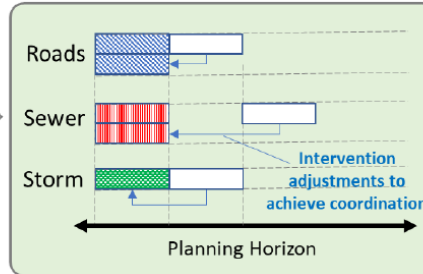 Roads
Sewer
Intervention
adjustments to
achieve coordination
Storm
Planning Horizon